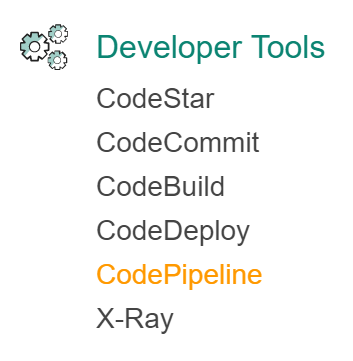 Developer Tools
CodeStar
CodeCommit
CodeBuild
CodeDeploy
CodePipeline
X-Ray